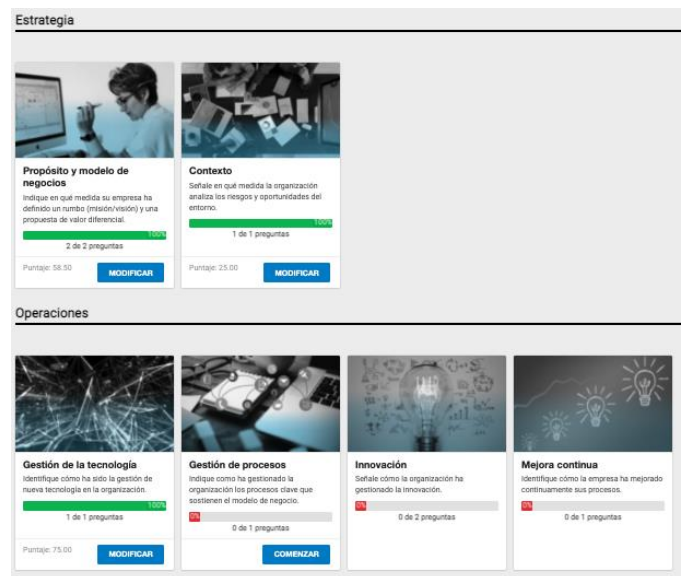 Estrategia
Propósito y modelo de
negocios
Indique en qué medida su empresa ha
definido un rumbo (misión/visión) y una
propuesta de valor diferencial.
100%
2 de 2 preguntas
Puntaje: 58.50
MODIFICAR
Contexto
Señale en qué medida la organización
analiza los riesgos y oportunidades del
entorno.
100%
1 de 1 preguntas
Puntaje: 25.00
MODIFICAR
Operaciones
Gestión de la tecnología
Identifique cómo ha sido la gestión de
nueva tecnología en la organización.
100%
1 de 1 preguntas
Puntaje: 75.00
MODIFICAR
Gestión de procesos
Indique como ha gestionado la
organización los procesos clave que
sostienen el modelo de negocio.
0%
0 de 1 preguntas
COMENZAR
Innovación
Señale cómo la organización ha
gestionado la innovación.
0%
0 de 2 preguntas
Mejora continua
Identifique cómo la empresa ha mejorado
continuamente sus procesos.
0%
0 de 1 preguntas